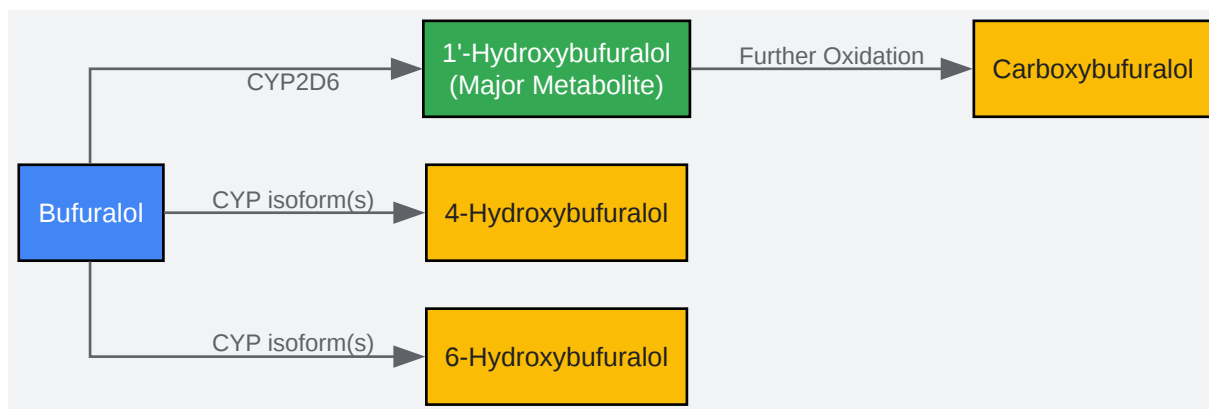 1'-Hydroxybufuralol
(Major Metabolite)
Further Oxidation
Carboxybufuralol
CYP2D6
Bufuralol
CYP isoform(s)
4-Hydroxybufuralol
CYP isoform(s)
6-Hydroxybufuralol